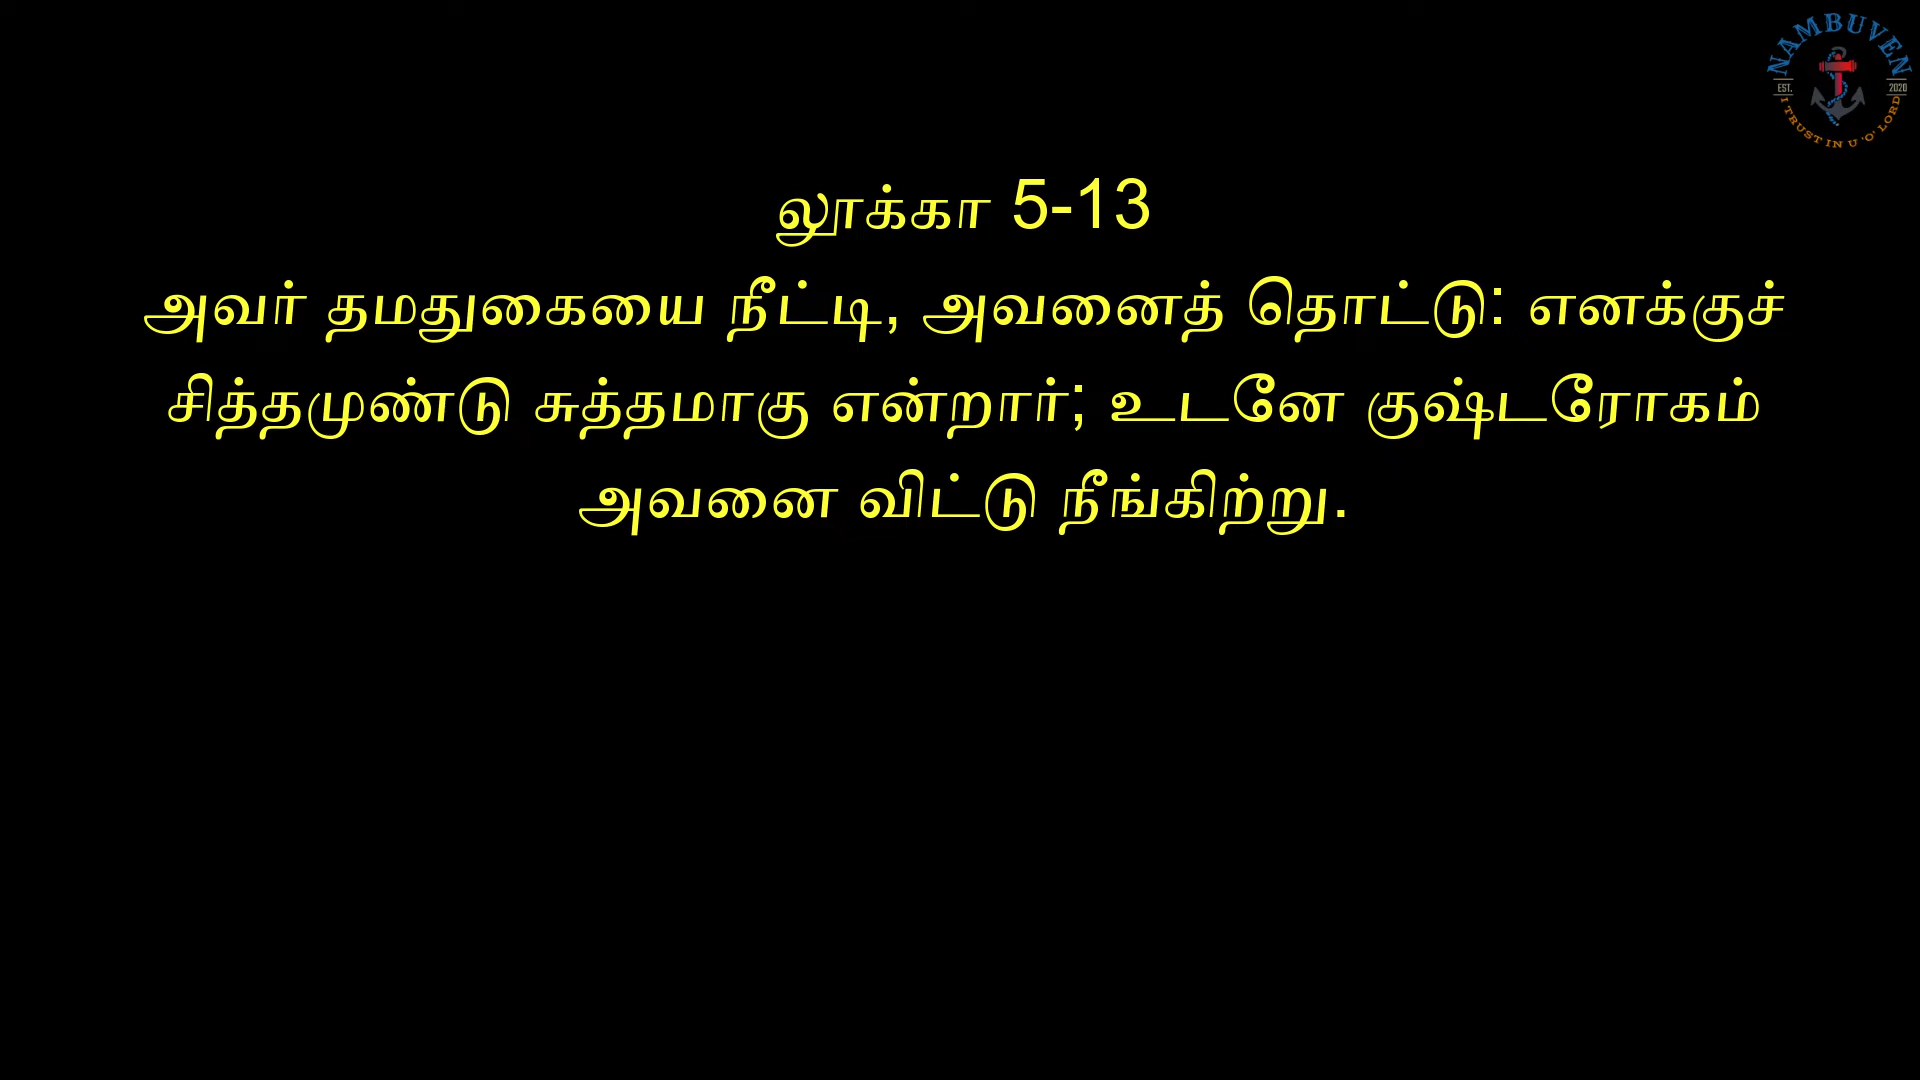 NAMBUVEN
EST. 2020
I TRUST IN U 'O' LORD
லூக்கா 5-13
அவர் தமதுகையை நீட்டி, அவனைத் தொட்டு: எனக்குச்
சித்தமுண்டு சுத்தமாகு என்றார்; உடனே குஷ்டரோகம்
அவனை விட்டு நீங்கிற்று.